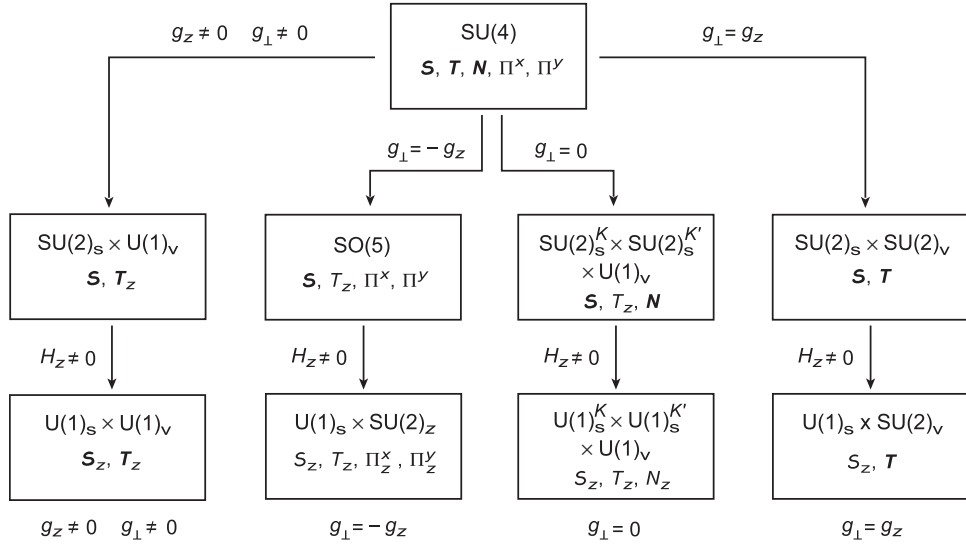 g_z ≠ 0 g_⊥ ≠ 0
SU(4)
S, T, N, Π^x, Π^y
g_⊥ = g_z
g_⊥ = − g_z
g_⊥ = 0
SU(2)_s × U(1)_v
S, T_z
SO(5)
S, T_z, Π^x, Π^y
SU(2)_s^K × SU(2)_s^K'
× U(1)_v
S, T_z, N
SU(2)_s × SU(2)_v
S, T
H_z ≠ 0
H_z ≠ 0
H_z ≠ 0
H_z ≠ 0
U(1)_s × U(1)_v
S_z, T_z
U(1)_s × SU(2)_z
S_z, T_z, Π_z^x, Π_z^y
U(1)_s^K × U(1)_s^K'
× U(1)_v
S_z, T_z, N_z
U(1)_s x SU(2)_v
S_z, T
g_z ≠ 0 g_⊥ ≠ 0
g_⊥ = − g_z
g_⊥ = 0
g_⊥ = g_z